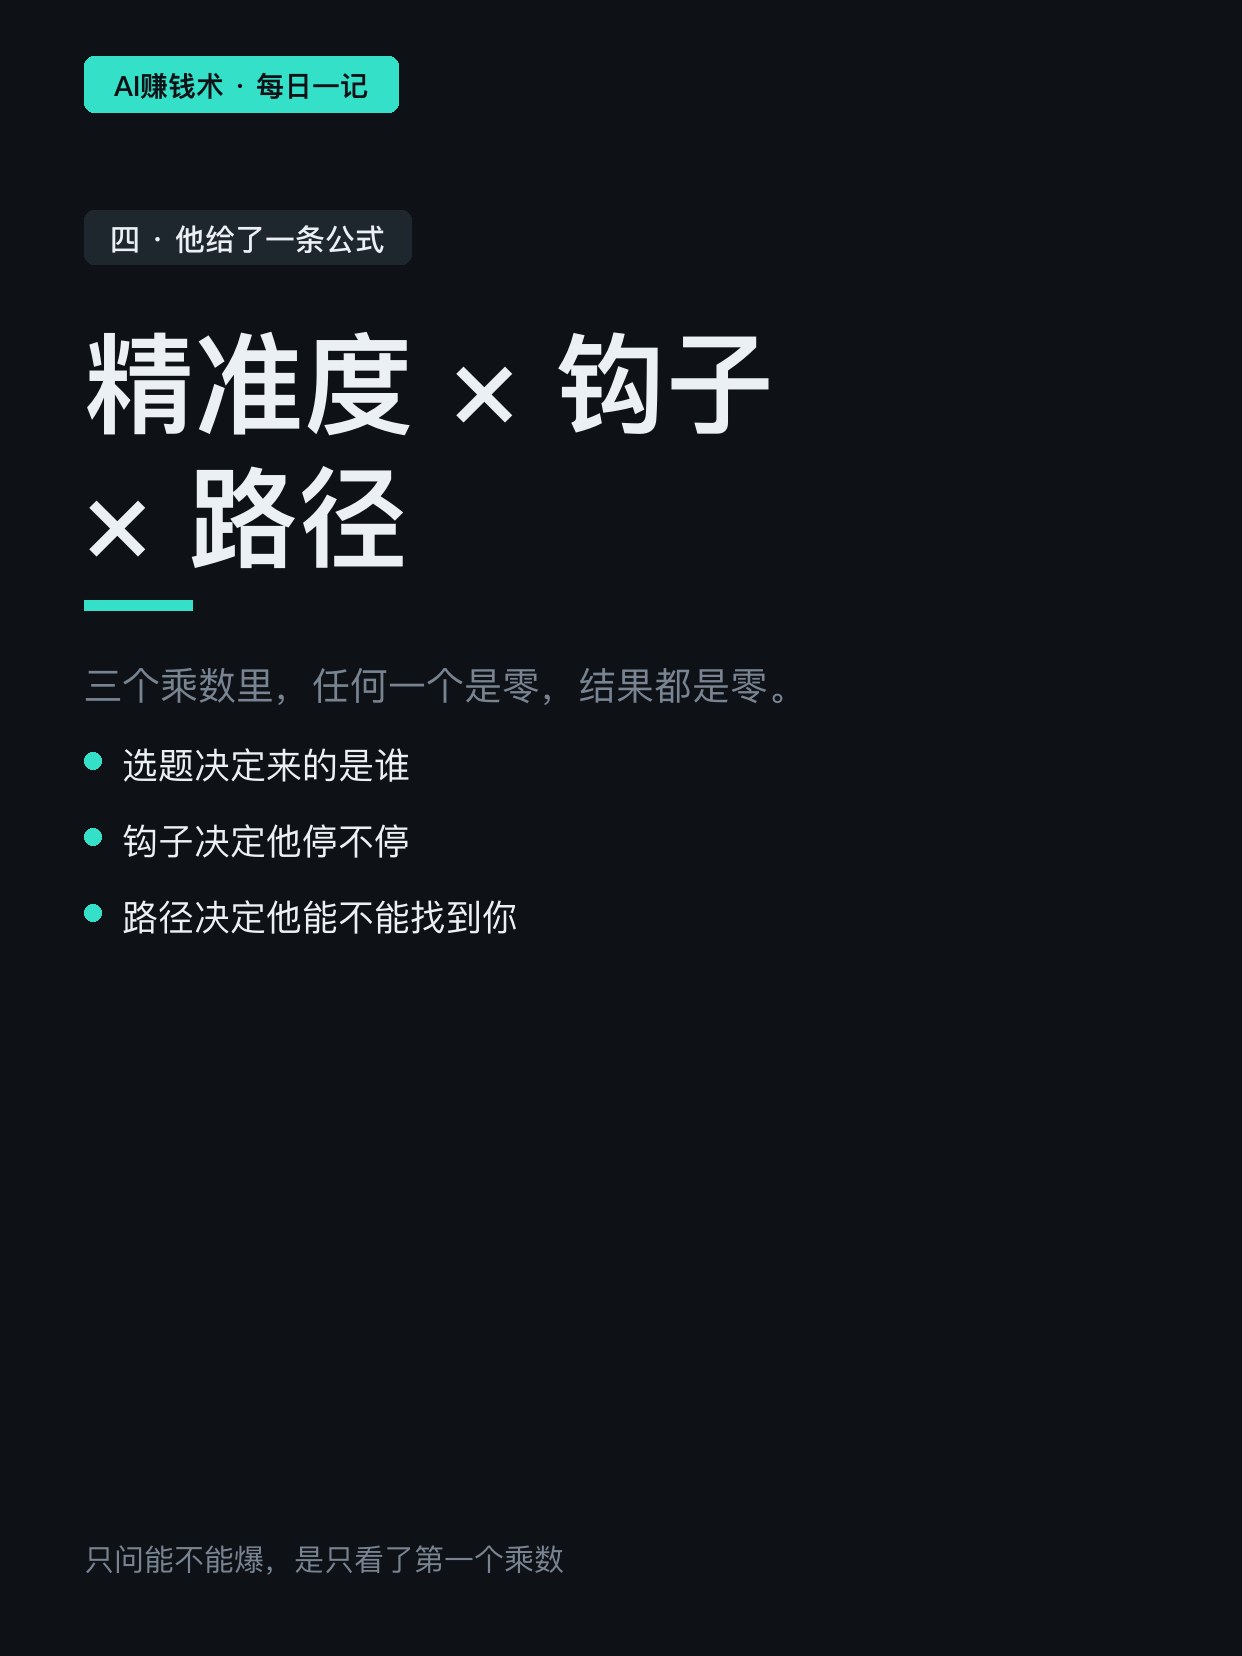 AI赚钱术 · 每日一记
四 · 他给了一条公式
精准度 × 钩子
× 路径
三个乘数里，任何一个是零，结果都是零。
选题决定来的是谁
钩子决定他停不停
路径决定他能不能找到你
只问能不能爆，是只看了第一个乘数